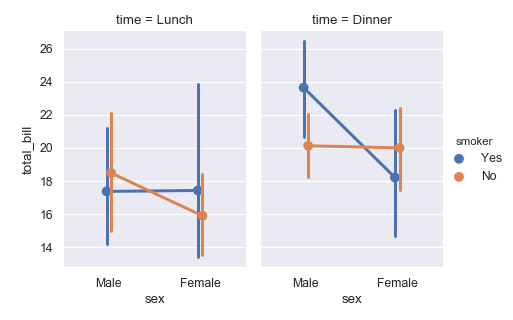 time = Lunch
time = Dinner
total_bill
26
24
22
20
18
16
14
Male
Female
Male
Female
sex
sex
smoker
Yes
No